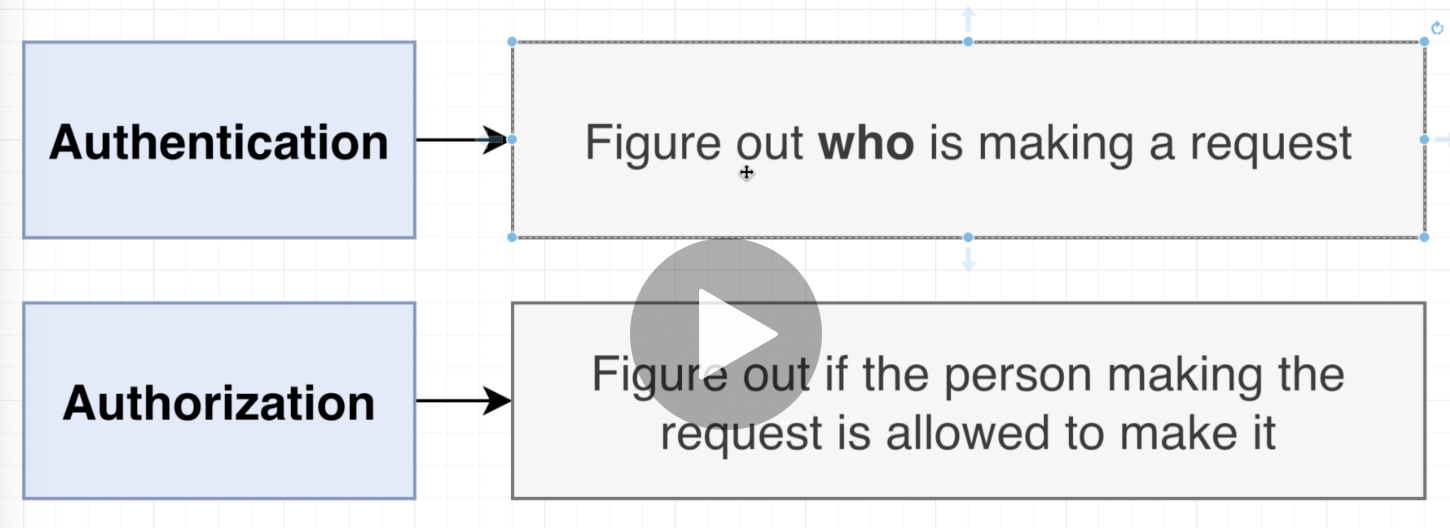 Authentication
Figure out who is making a request
Authorization
Figure out if the person making the
request is allowed to make it